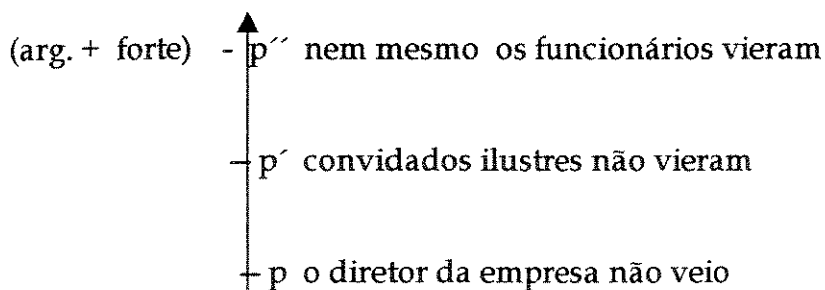 (arg. + forte) - p´´ nem mesmo os funcionários vieram
p´ convidados ilustres não vieram
p o diretor da empresa não veio